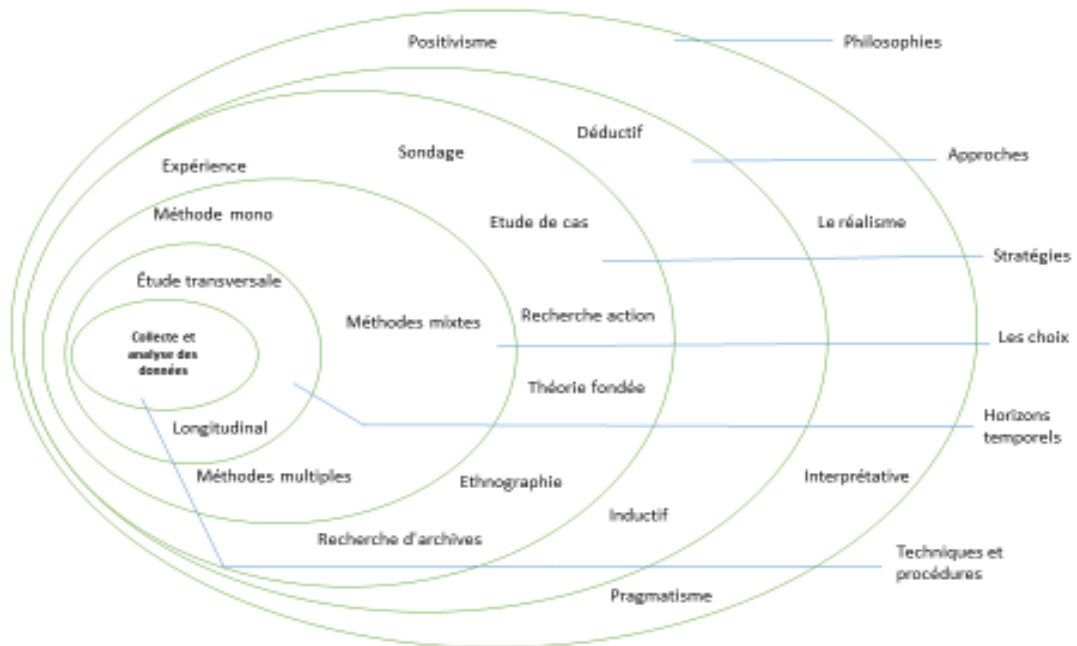 Positivisme
Philosophies
Déductif
Sondage
Approches
Expérience
Méthode mono
Etude de cas
Le réalisme
Stratégies
Étude transversale
Recherche action
Méthodes mixtes
Collecte et
analyse des
données
Les choix
Théorie fondée
Horizons
temporels
Longitudinal
Méthodes multiples
Ethnographie
Interprétative
Inductif
Recherche d'archives
Techniques et
procédures
Pragmatisme